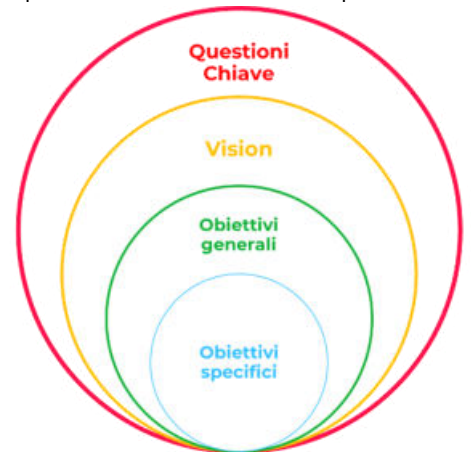 Questioni
Chiave
Vision
Obiettivi
generali
Obiettivi
specifici